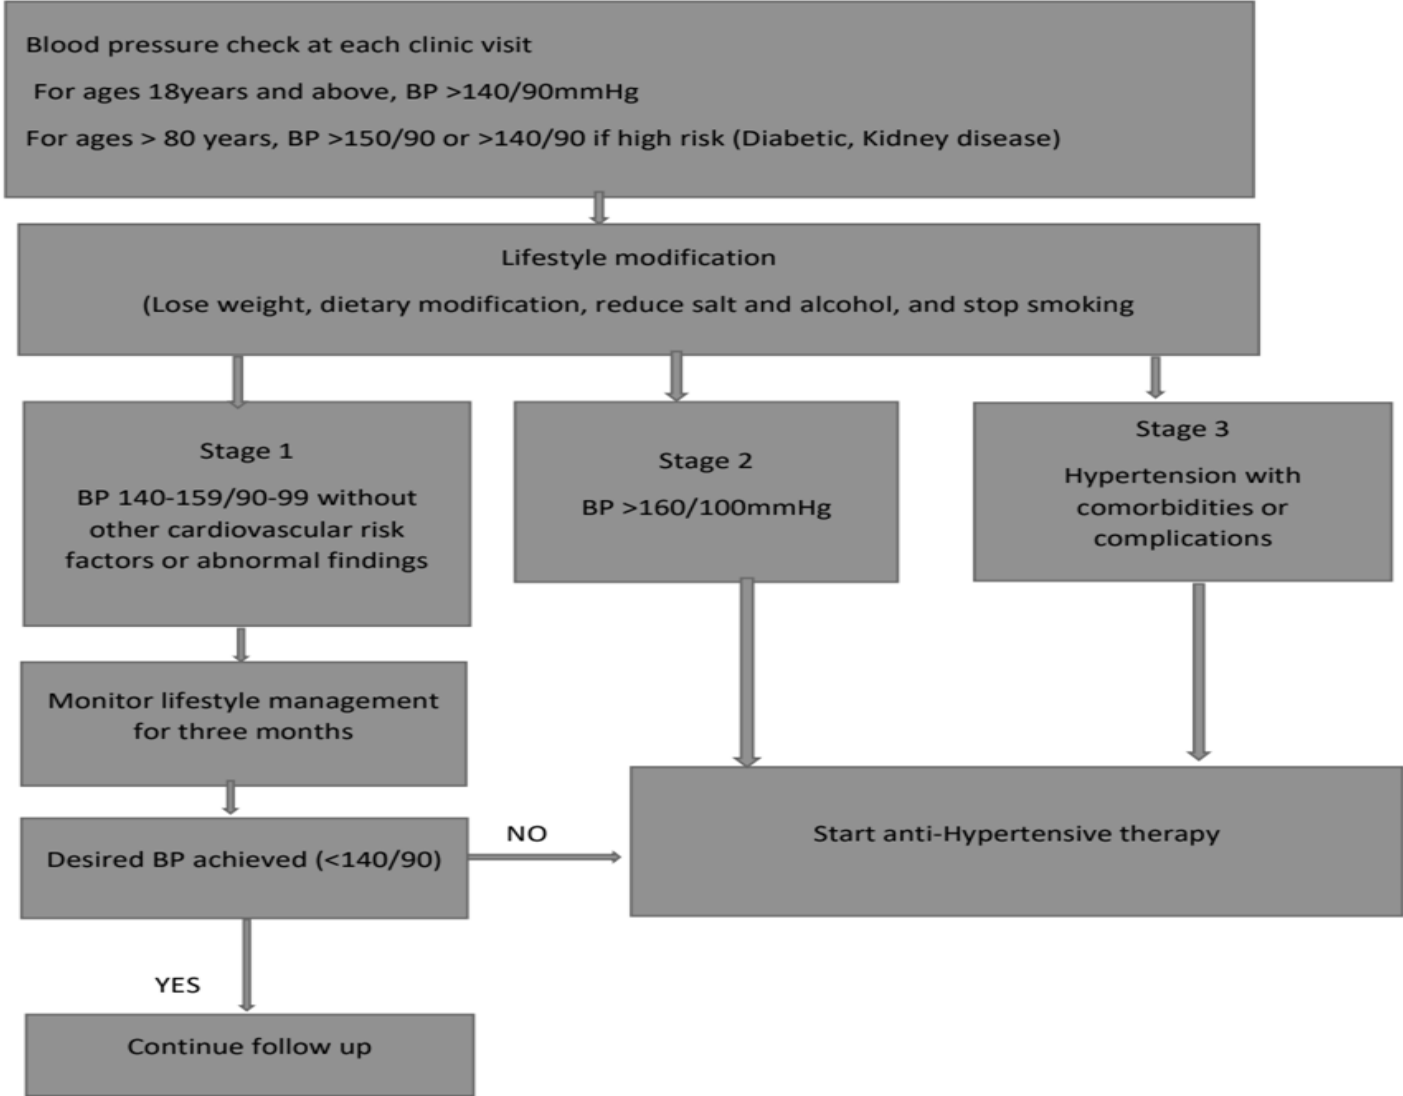 Blood pressure check at each clinic visit
For ages 18years and above, BP >140/90mmHg
For ages > 80 years, BP >150/90 or >140/90 if high risk (Diabetic, Kidney disease)
Lifestyle modification
(Lose weight, dietary modification, reduce salt and alcohol, and stop smoking
Stage 1
BP 140-159/90-99 without
other cardiovascular risk
factors or abnormal findings
Stage 2
BP >160/100mmHg
Stage 3
Hypertension with
comorbidities or
complications
Monitor lifestyle management
for three months
Desired BP achieved (<140/90)
NO
Start anti-Hypertensive therapy
YES
Continue follow up